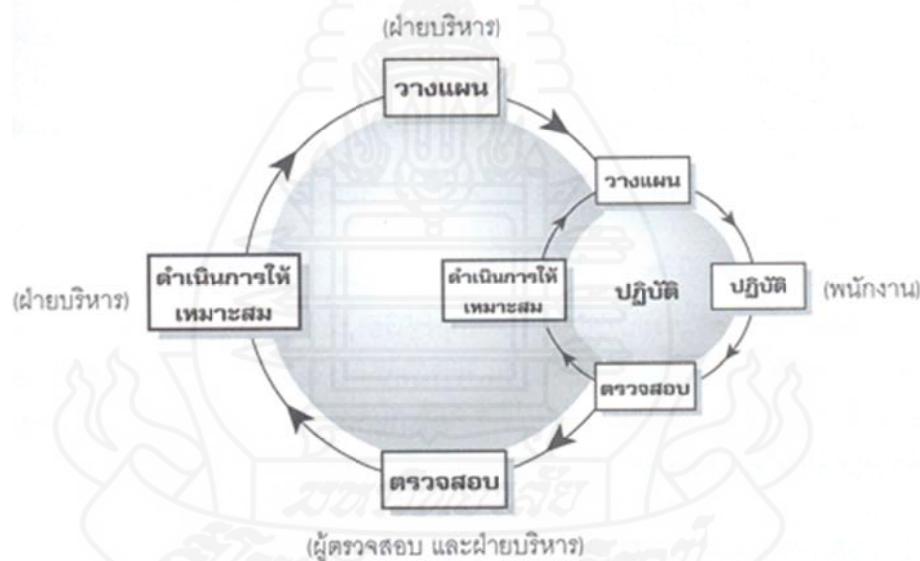 (ฝ่ายบริหาร)
วางแผน
วางแผน
(ฝ่ายบริหาร)
ดำเนินการให้
เหมาะสม
ดำเนินการให้
เหมาะสม
ปฏิบัติ
ปฏิบัติ
(พนักงาน)
ตรวจสอบ
ตรวจสอบ
(ผู้ตรวจสอบ และฝ่ายบริหาร)